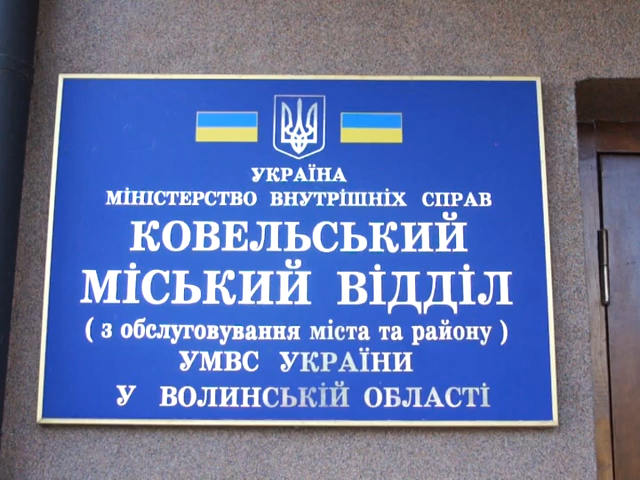 УКРАЇНА
МІНІСТЕРСТВО ВНУТРІШНІХ СПРАВ
КОВЕЛЬСЬКИЙ
МІСЬКИЙ ВІДДІЛ
( з обслуговування міста та району )
УМВС УКРАЇНИ
У ВОЛИНСЬКІЙ ОБЛАСТІ